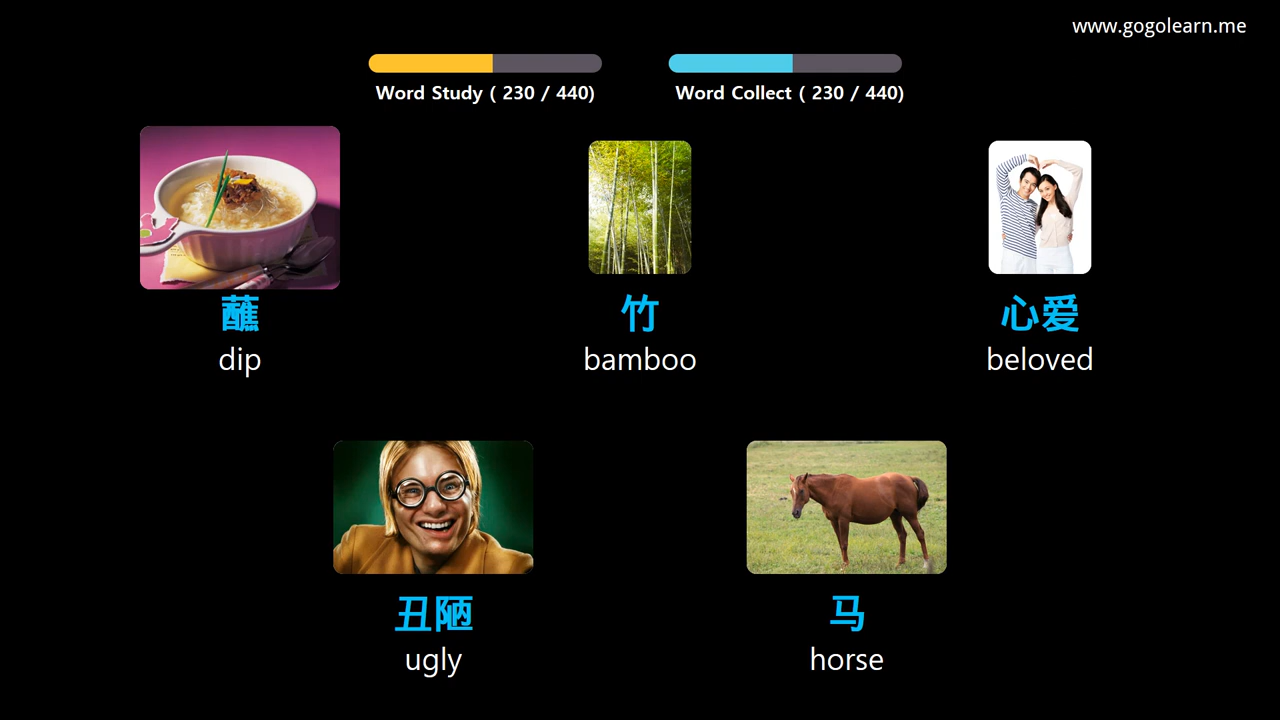 www.gogolearn.me
Word Study ( 230 / 440)
Word Collect ( 230 / 440)
蘸
dip
竹
bamboo
心爱
beloved
丑陋
ugly
马
horse